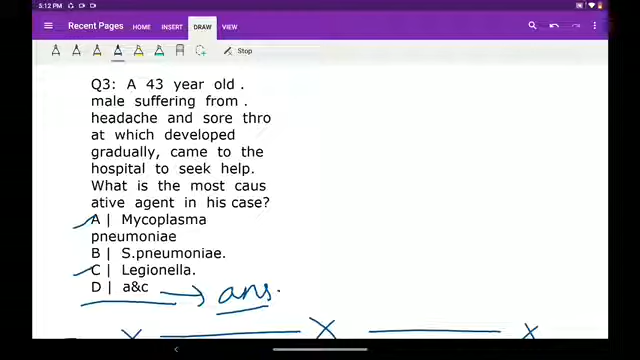 5:12 PM
Recent Pages HOME INSERT DRAW VIEW
Stop
Q3: A 43 year old .
male suffering from .
headache and sore thro
at which developed
gradually, came to the
hospital to seek help.
What is the most caus
ative agent in his case?
A| Mycoplasma
pneumoniae
B| S.pneumoniae.
C| Legionella.
D| a&c → ans.